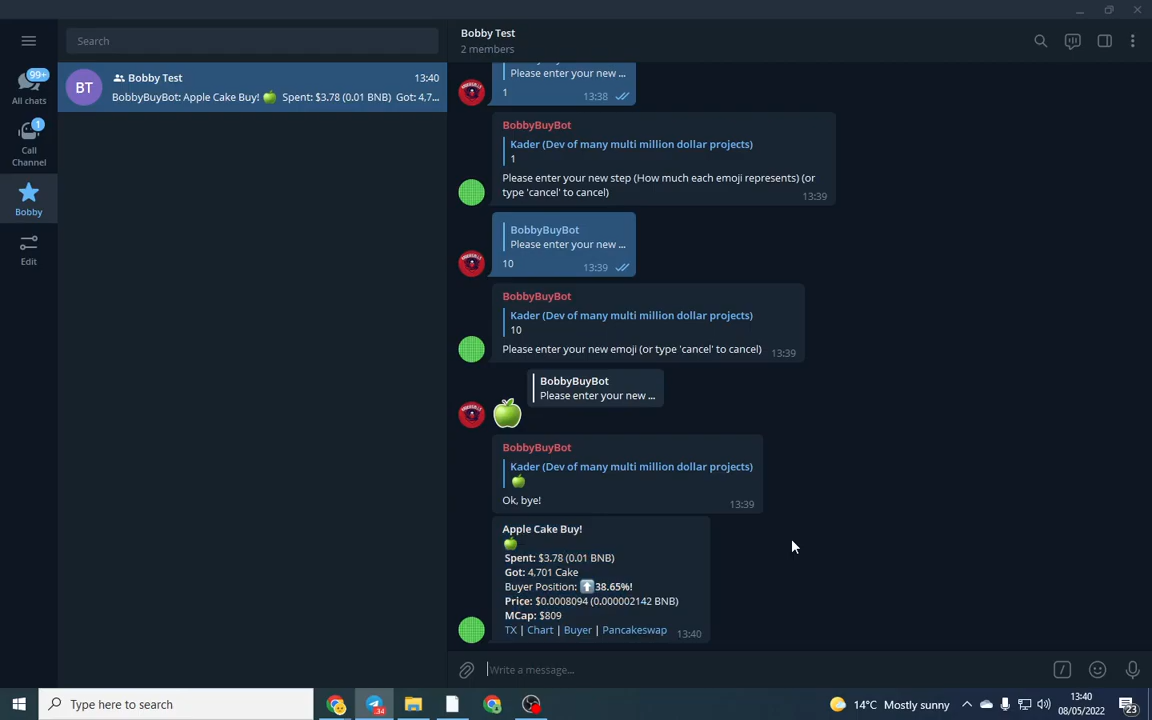 Search
Bobby Test
2 members
99+
All chats
1
Call
Channel
Bobby
Edit
BT
Bobby Test
13:40
BobbyBuyBot: Apple Cake Buy! 🍏 Spent: $3.78 (0.01 BNB) Got: 4,7...
Please enter your new ...
1
13:38
BobbyBuyBot
Kader (Dev of many multi million dollar projects)
1
Please enter your new step (How much each emoji represents) (or
type 'cancel' to cancel)
13:39
BobbyBuyBot
Please enter your new ...
10
13:39
BobbyBuyBot
Kader (Dev of many multi million dollar projects)
10
Please enter your new emoji (or type 'cancel' to cancel)
13:39
BobbyBuyBot
Please enter your new ...
🍏
BobbyBuyBot
Kader (Dev of many multi million dollar projects)
🍏
Ok, bye!
13:39
Apple Cake Buy!
🍏
Spent: $3.78 (0.01 BNB)
Got: 4,701 Cake
Buyer Position: ⬆️38.65%!
Price: $0.0008094 (0.000002142 BNB)
MCap: $809
TX | Chart | Buyer | Pancakeswap
13:40
Write a message...
Type here to search
34
14°C Mostly sunny
13:40
08/05/2022
23